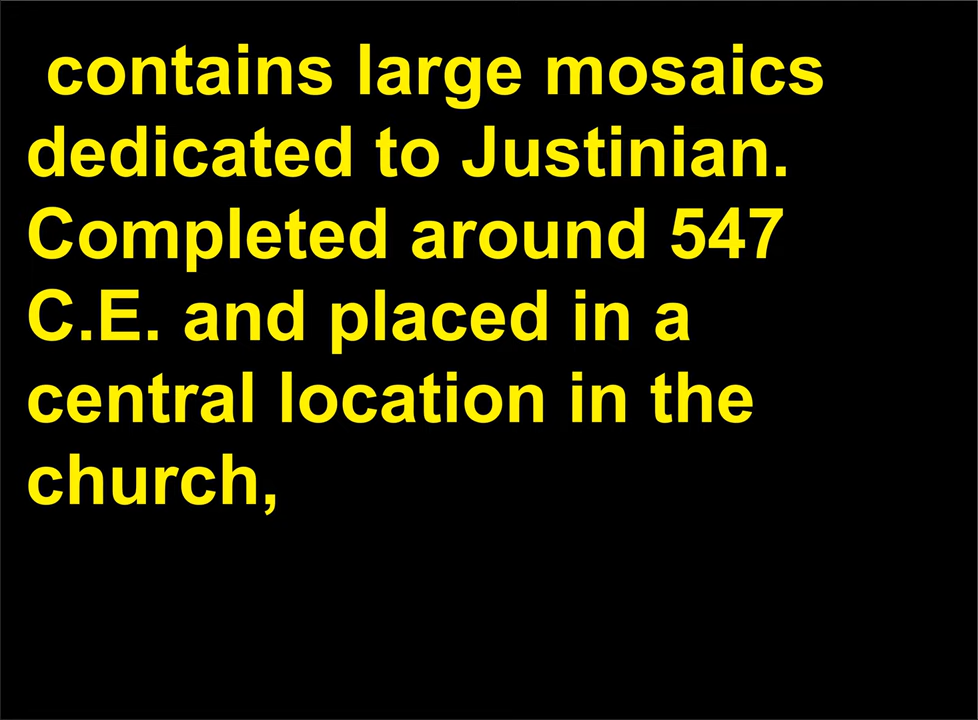 contains large mosaics
dedicated to Justinian.
Completed around 547
C.E. and placed in a
central location in the
church,